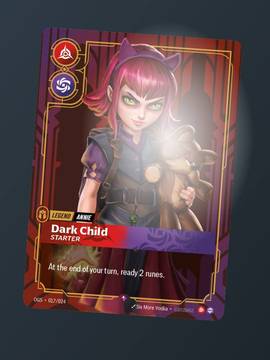 LEGEND ANNIE
Dark Child
STARTER
At the end of your turn, ready 2 runes.
OGS • 017/024 Six More Vodka